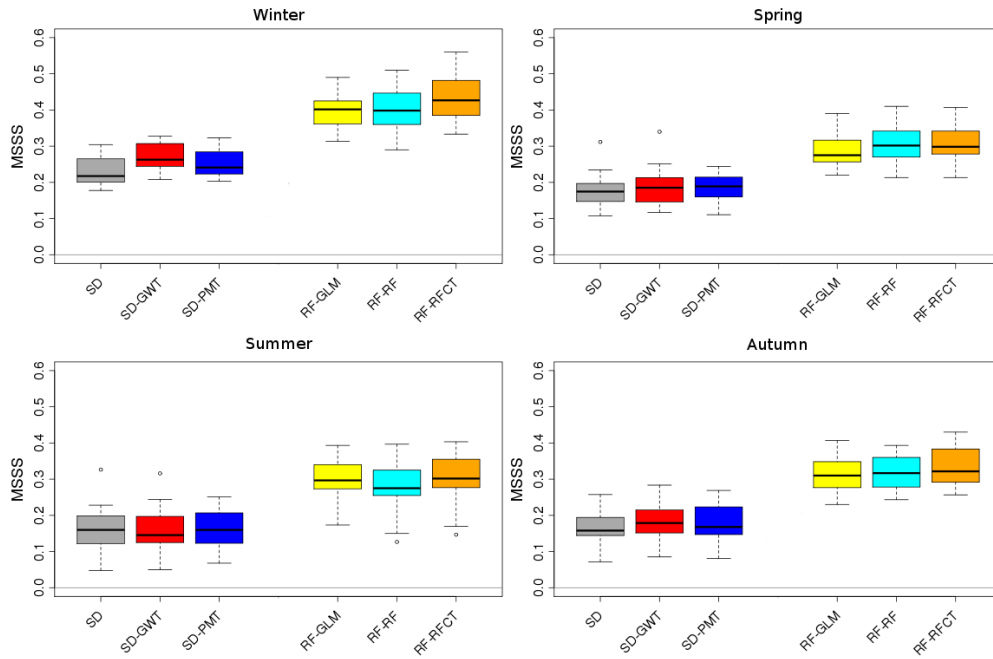 Winter
MSSS
0.6
0.5
0.4
0.3
0.2
0.1
0.0
SD
SD-GWT
SD-PMT
RF-GLM
RF-RF
RF-RFCT
Spring
MSSS
0.6
0.5
0.4
0.3
0.2
0.1
0.0
SD
SD-GWT
SD-PMT
RF-GLM
RF-RF
RF-RFCT
Summer
MSSS
0.6
0.5
0.4
0.3
0.2
0.1
0.0
SD
SD-GWT
SD-PMT
RF-GLM
RF-RF
RF-RFCT
Autumn
MSSS
0.6
0.5
0.4
0.3
0.2
0.1
0.0
SD
SD-GWT
SD-PMT
RF-GLM
RF-RF
RF-RFCT